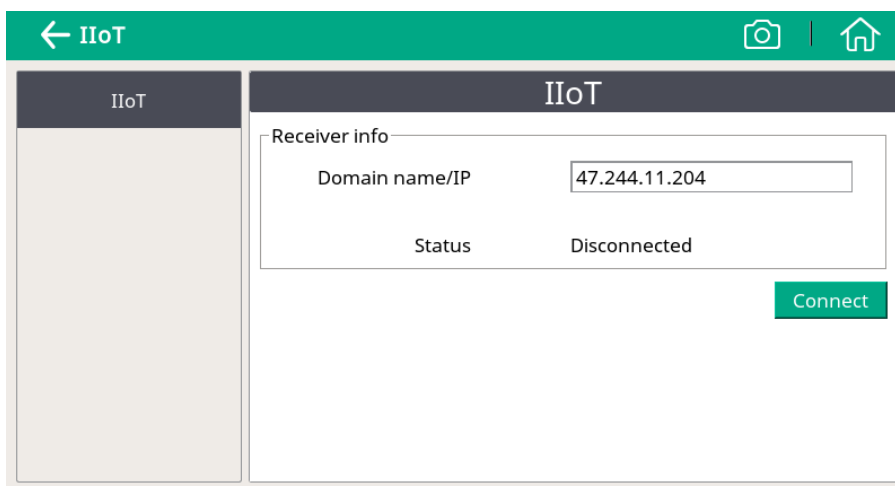 IIoT
IIoT
IIoT
Receiver info
Domain name/IP 47.244.11.204
Status Disconnected
Connect